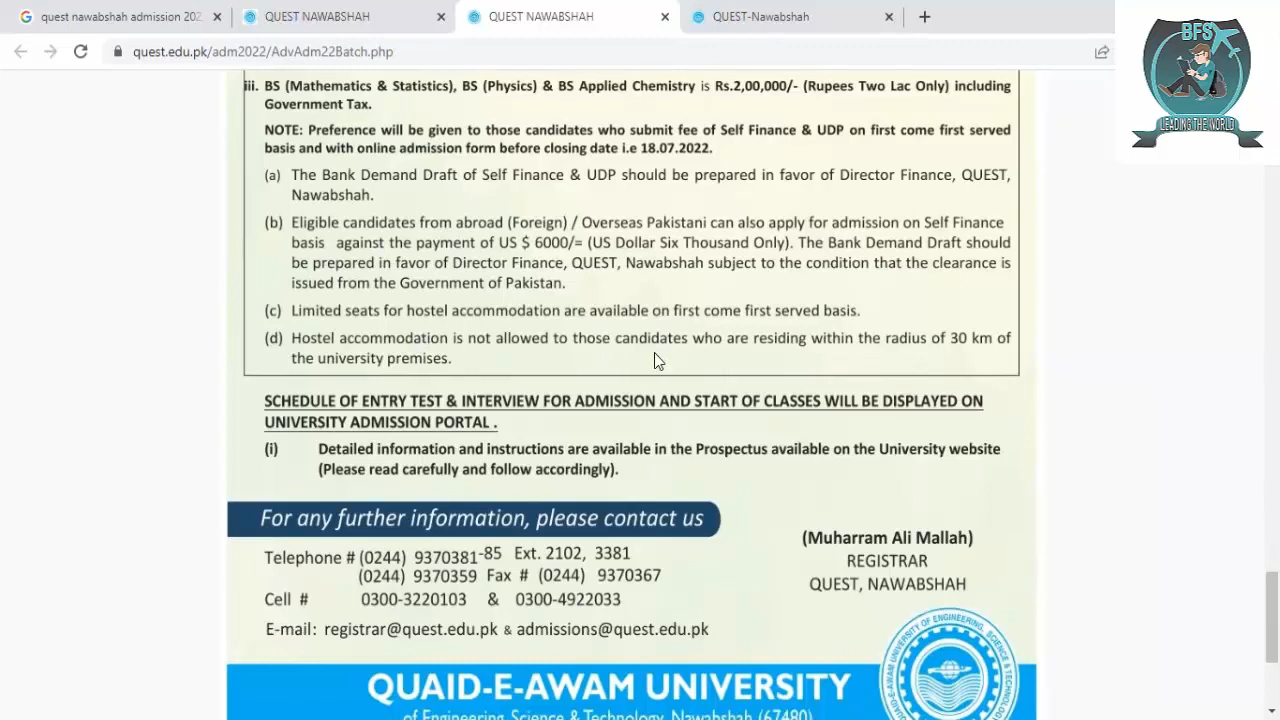 quest nawabshah admission 202
QUEST NAWABSHAH
QUEST NAWABSHAH
QUEST-Nawabshah
quest.edu.pk/adm2022/AdvAdm22Batch.php
BFS
LEADING THE WORLD
iii. BS (Mathematics & Statistics), BS (Physics) & BS Applied Chemistry is Rs.2,00,000/- (Rupees Two Lac Only) including
Government Tax.
NOTE: Preference will be given to those candidates who submit fee of Self Finance & UDP on first come first served
basis and with online admission form before closing date i.e 18.07.2022.
(a) The Bank Demand Draft of Self Finance & UDP should be prepared in favor of Director Finance, QUEST,
Nawabshah.
(b) Eligible candidates from abroad (Foreign) / Overseas Pakistani can also apply for admission on Self Finance
basis against the payment of US $ 6000/= (US Dollar Six Thousand Only). The Bank Demand Draft should
be prepared in favor of Director Finance, QUEST, Nawabshah subject to the condition that the clearance is
issued from the Government of Pakistan.
(c) Limited seats for hostel accommodation are available on first come first served basis.
(d) Hostel accommodation is not allowed to those candidates who are residing within the radius of 30 km of
the university premises.
SCHEDULE OF ENTRY TEST & INTERVIEW FOR ADMISSION AND START OF CLASSES WILL BE DISPLAYED ON
UNIVERSITY ADMISSION PORTAL .
(i) Detailed information and instructions are available in the Prospectus available on the University website
(Please read carefully and follow accordingly).
For any further information, please contact us
Telephone # (0244) 9370381-85 Ext. 2102, 3381
(0244) 9370359 Fax # (0244) 9370367
Cell # 0300-3220103 & 0300-4922033
E-mail: registrar@quest.edu.pk & admissions@quest.edu.pk
(Muharram Ali Mallah)
REGISTRAR
QUEST, NAWABSHAH
QUAID-E-AWAM UNIVERSITY
of Engineering, Science & Technology, Nawabshah (67480)
QUAID-E-AWAM UNIVERSITY OF ENGINEERING, SCIENCE & TECHNOLOGY